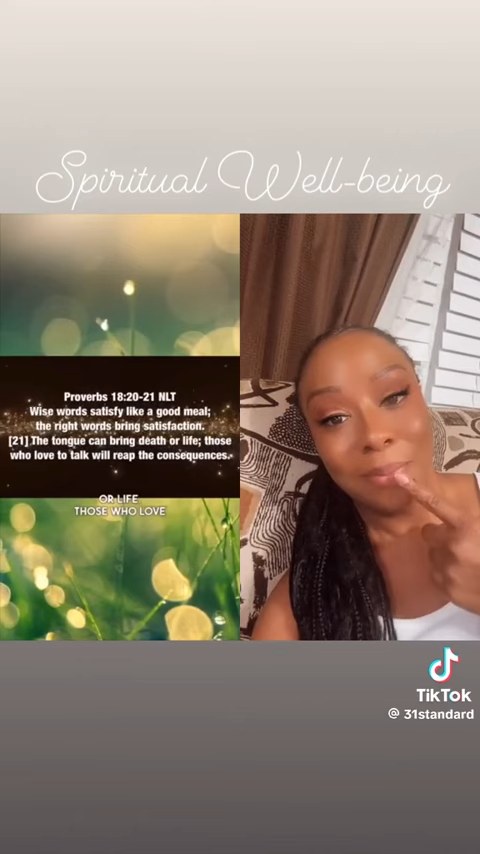 Spiritual Well-being
Proverbs 18:20-21 NLT
Wise words satisfy like a good meal;
the right words bring satisfaction.
[21] The tongue can bring death or life; those
who love to talk will reap the consequences.
OR LIFE
THOSE WHO LOVE
TikTok
@ 31standard